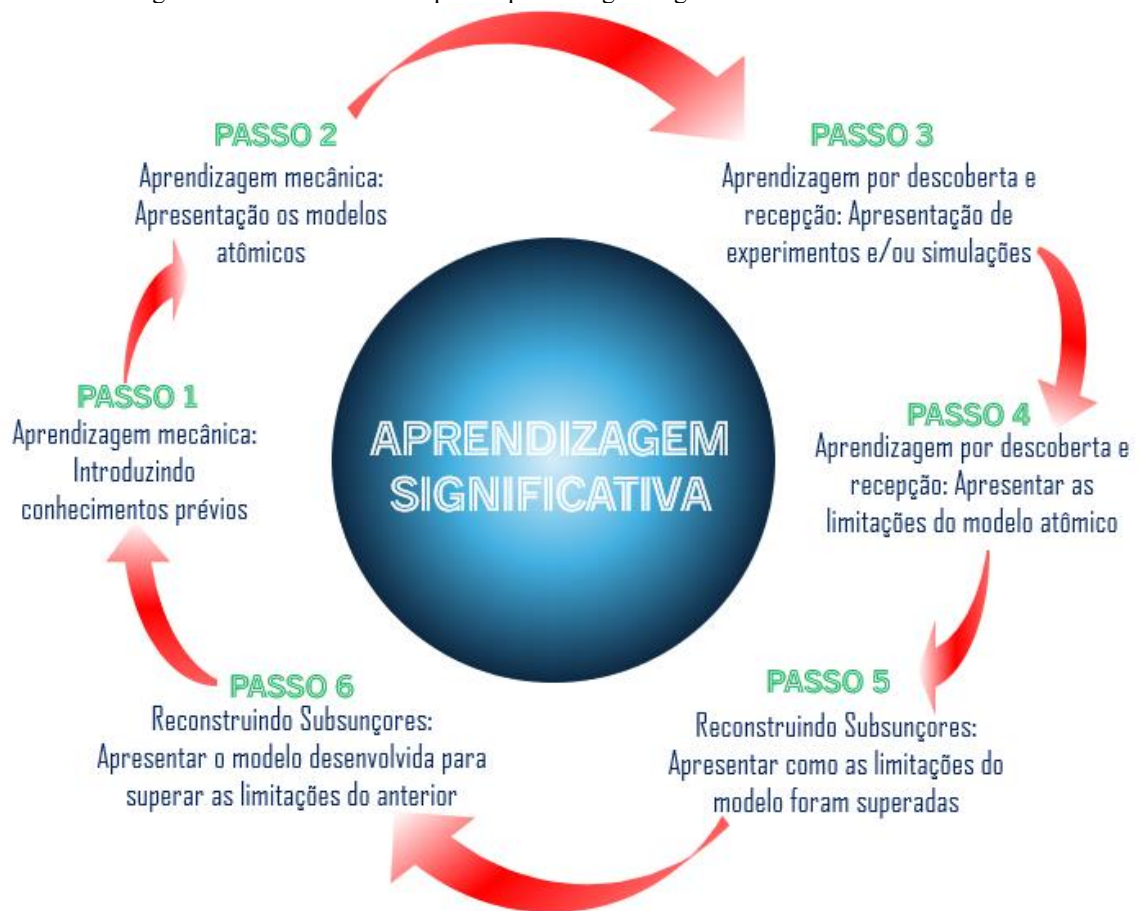 PASSO 2
Aprendizagem mecânica:
Apresentação os modelos
atômicos
PASSO 3
Aprendizagem por descoberta e
recepção: Apresentação de
experimentos e/ou simulações
PASSO 1
Aprendizagem mecânica:
Introduzindo
conhecimentos prévios
APRENDIZAGEM
SIGNIFICATIVA
PASSO 4
Aprendizagem por descoberta e
recepção: Apresentar as
limitações do modelo atômico
PASSO 6
Reconstruindo Subsunçores:
Apresentar o modelo desenvolvida para
superar as limitações do anterior
PASSO 5
Reconstruindo Subsunçores:
Apresentar como as limitações do
modelo foram superadas